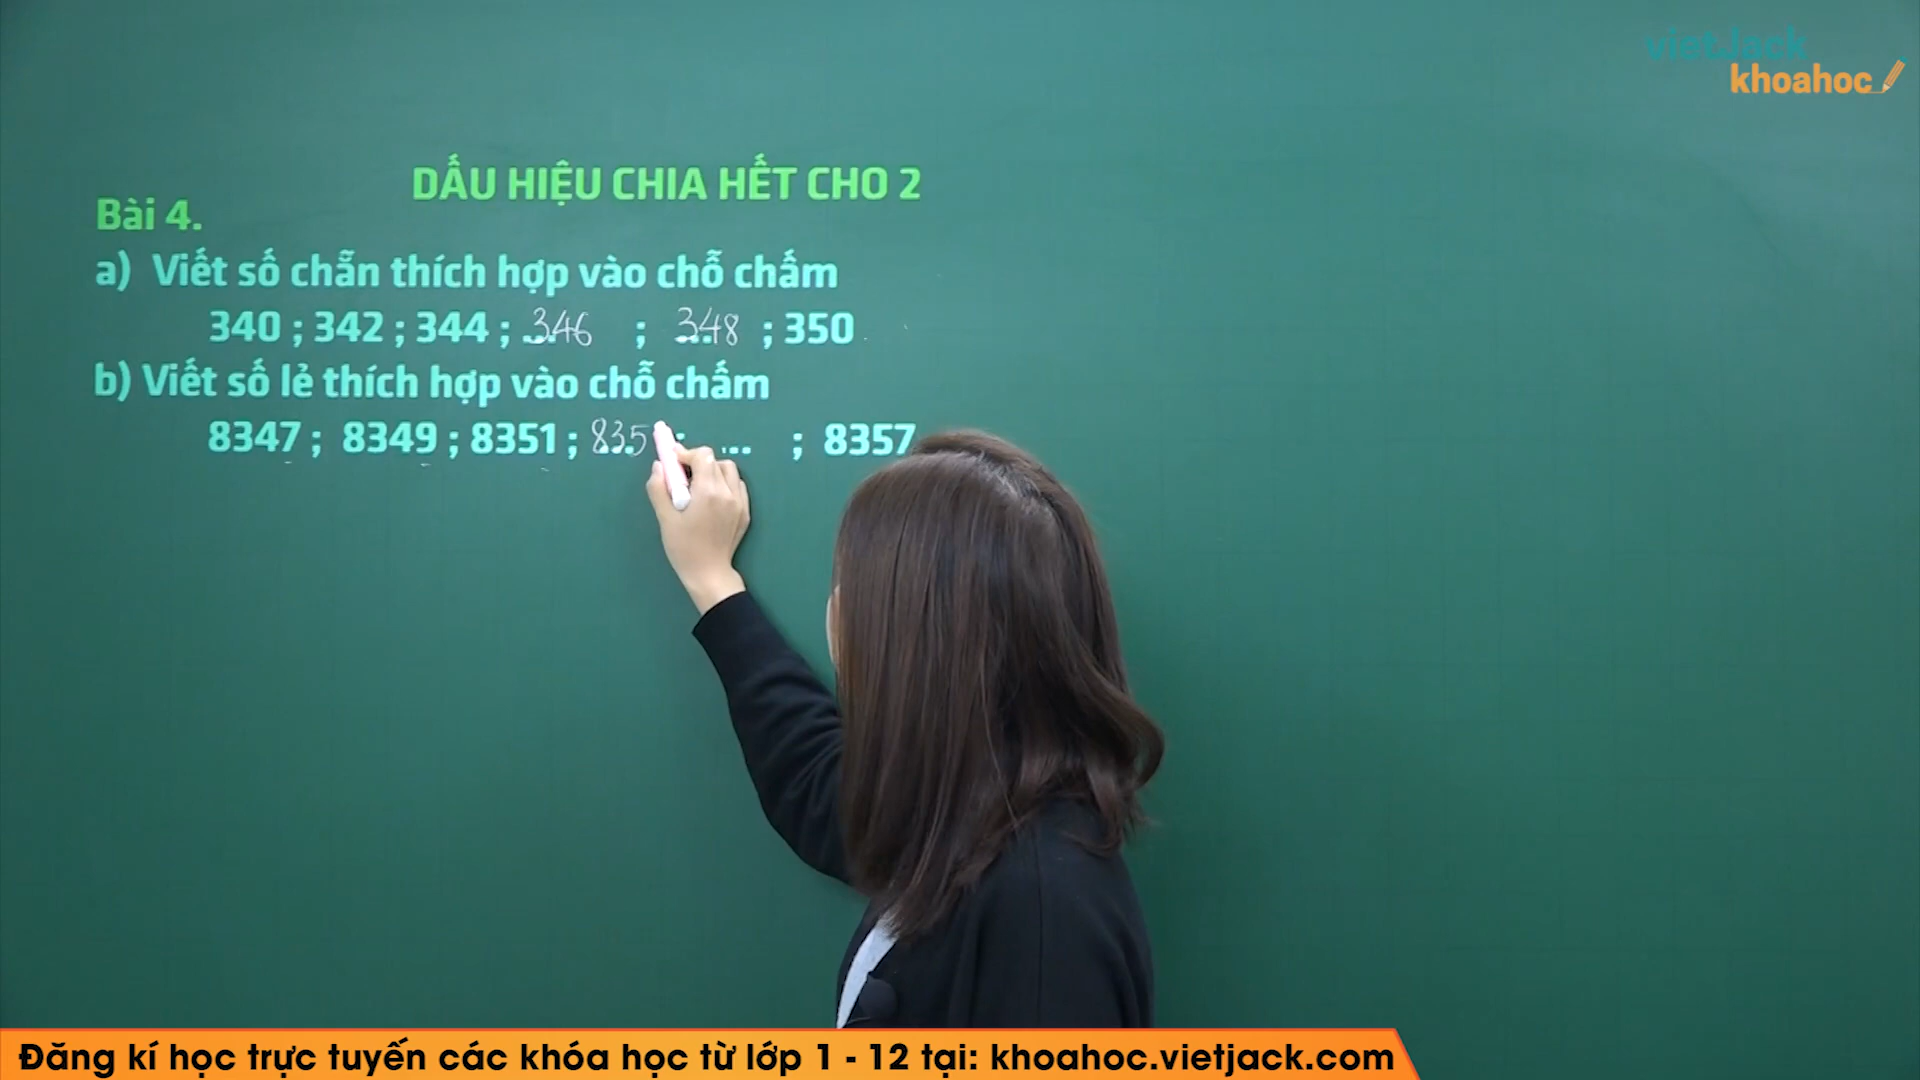 vietJack
khoahoc
DẤU HIỆU CHIA HẾT CHO 2
Bài 4.
a) Viết số chẵn thích hợp vào chỗ chấm
340 ; 342 ; 344 ; ... 346 ; ... 348 ; 350
b) Viết số lẻ thích hợp vào chỗ chấm
8347 ; 8349 ; 8351 ; ... 835 ; ... ; 8357
Đăng kí học trực tuyến các khóa học từ lớp 1 - 12 tại: khoahoc.vietjack.com